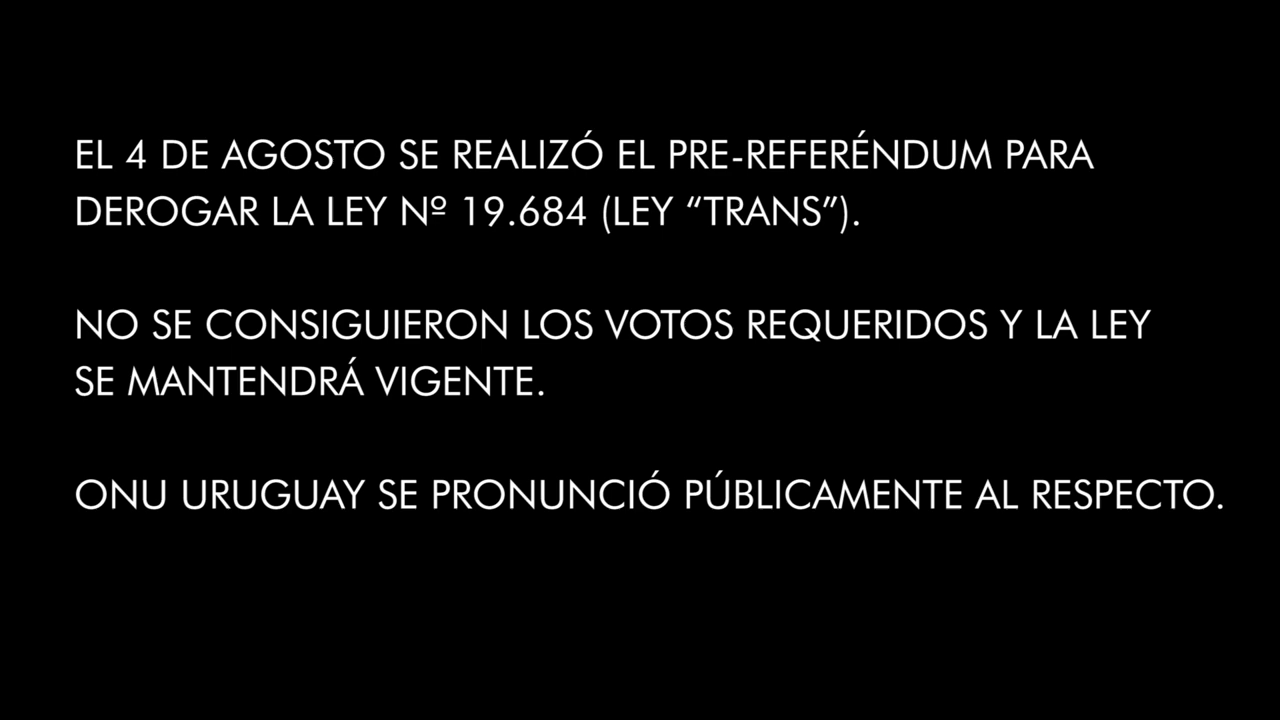 EL 4 DE AGOSTO SE REALIZÓ EL PRE-REFERÉNDUM PARA
DEROGAR LA LEY Nº 19.684 (LEY “TRANS”).
NO SE CONSIGUIERON LOS VOTOS REQUERIDOS Y LA LEY
SE MANTENDRÁ VIGENTE.
ONU URUGUAY SE PRONUNCIÓ PÚBLICAMENTE AL RESPECTO.